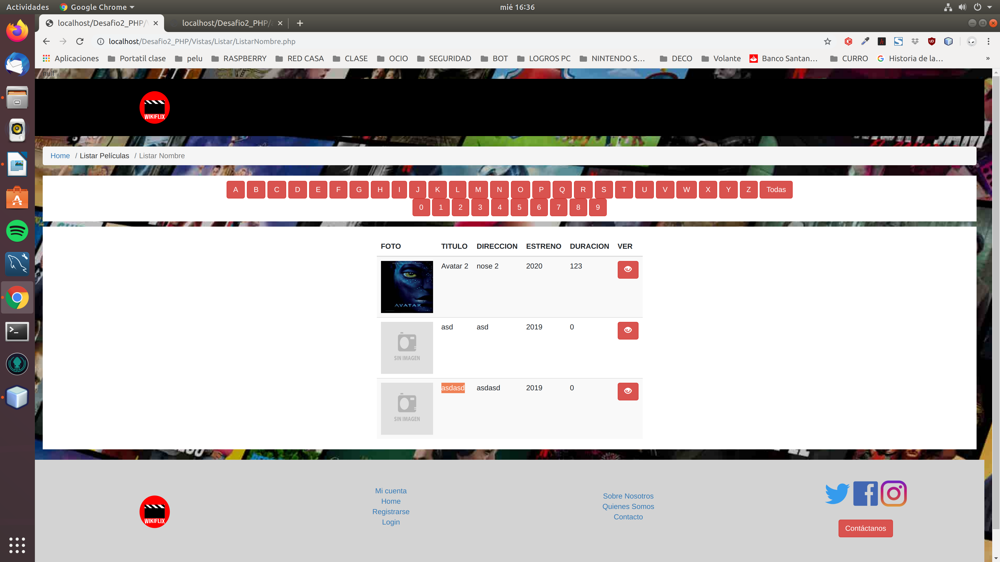 Actividades Google Chrome mié 16:36
localhost/Desafio2_PHP/V localhost/Desafio2_PHP/a
localhost/Desafio2_PHP/Vistas/Listar/ListarNombre.php
Aplicaciones Portatil clase pelu RASPBERRY RED CASA CLASE OCIO SEGURIDAD BOT LOGROS PC NINTENDO S... DECO Volante Banco Santan... CURRO Historia de la... »
null
WIKIFLIX
Home / Listar Películas / Listar Nombre
A B C D E F G H I J K L M N O P Q R S T U V W X Y Z Todas
0 1 2 3 4 5 6 7 8 9
FOTO TITULO DIRECCION ESTRENO DURACION VER
Avatar 2 nose 2 2020 123
AVATAR
asd asd 2019 0
SIN IMAGEN
asdasd asdasd 2019 0
SIN IMAGEN
WIKIFLIX
Mi cuenta
Home
Registrarse
Login
Sobre Nosotros
Quienes Somos
Contacto
Contáctanos